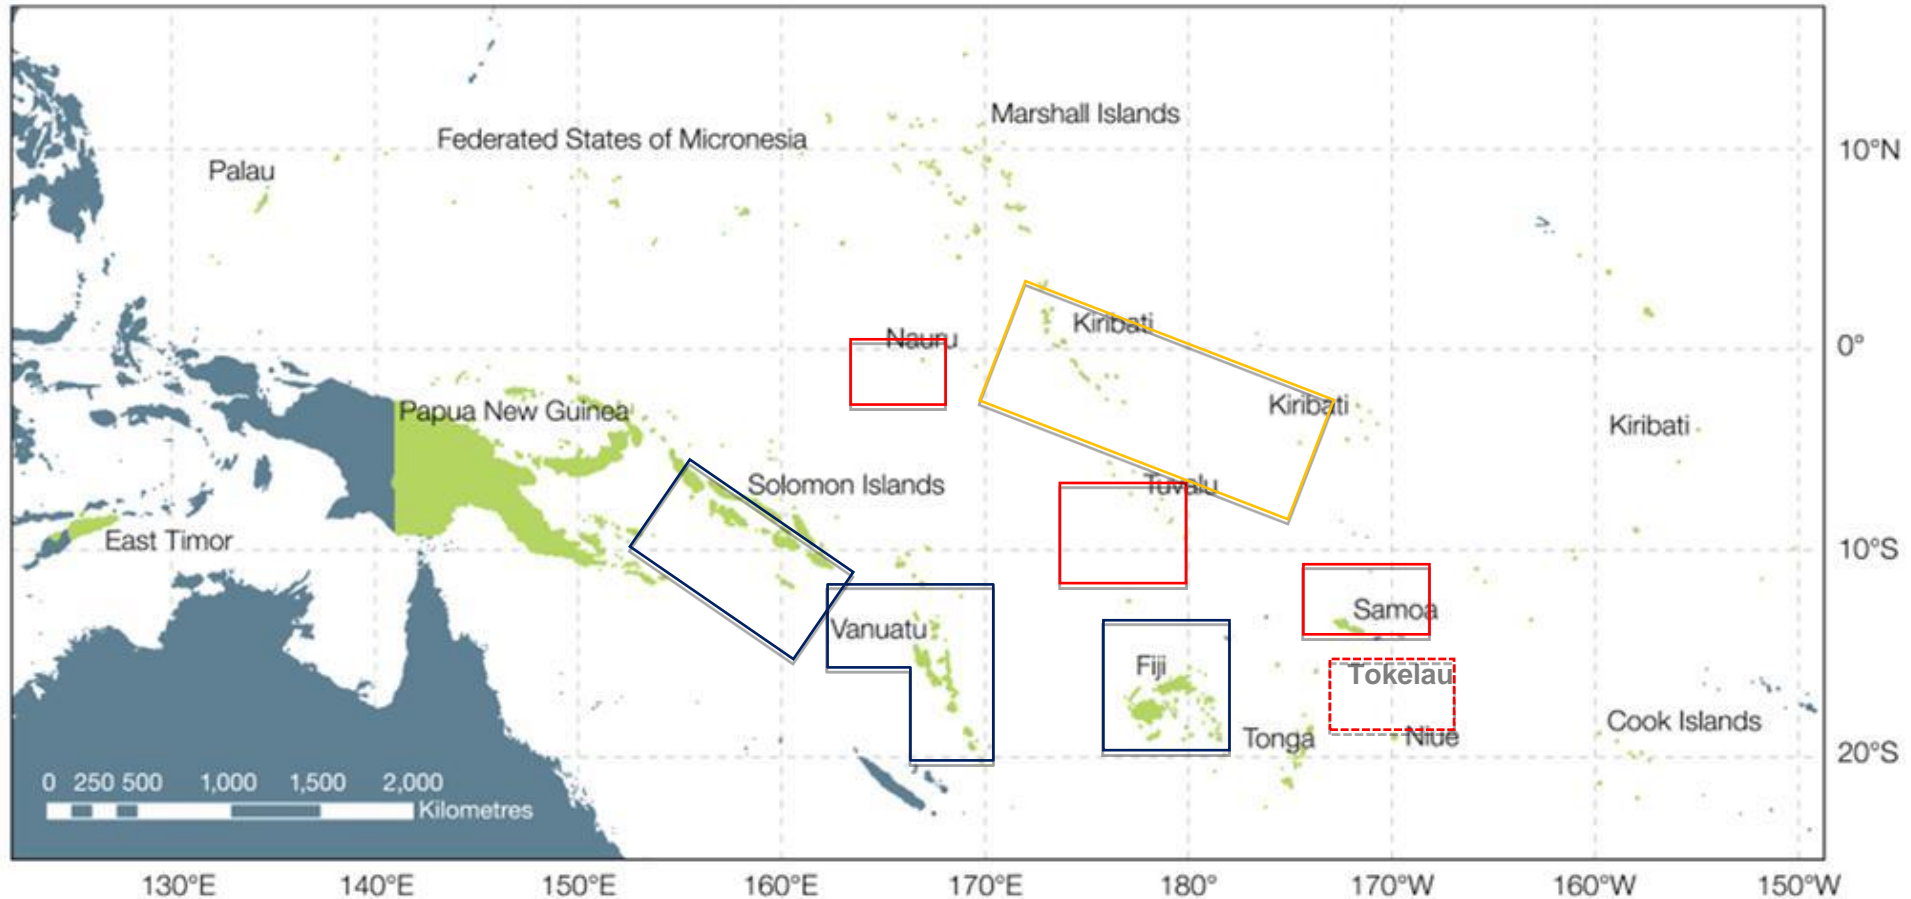 Marshall Islands
Federated States of Micronesia
10°N
Palau
Kiribati
Nauru
0°
Papua New Guinea
Kiribati
Kiribati
Solomon Islands
Tuvalu
East Timor
10°S
Samoa
Vanuatu
Fiji
Tokelau
Cook Islands
Tonga
Niue
20°S
0 250 500 1,000 1,500 2,000
Kilometres
130°E 140°E 150°E 160°E 170°E 180° 170°W 160°W 150°W